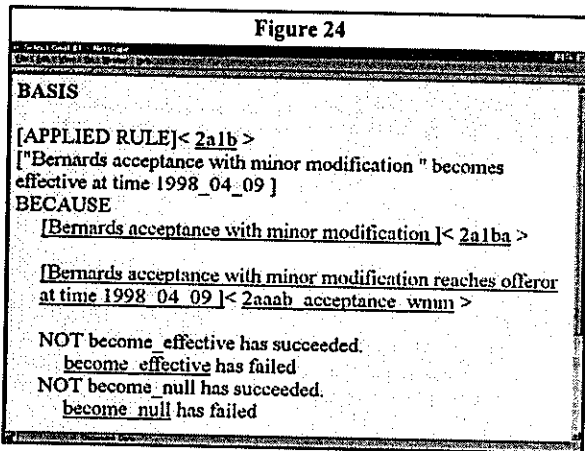 Figure 24
BASIS
[APPLIED RULE]< 2a1b >
["Bernards acceptance with minor modification " becomes
effective at time 1998_04_09 ]
BECAUSE
[Bernards acceptance with minor modification ]< 2a1ba >
[Bernards acceptance with minor modification reaches offeror
at time 1998_04_09 ]< 2aaab_acceptance_wmm >
NOT become_effective has succeeded.
become_effective has failed
NOT become_null has succeeded.
become_null has failed